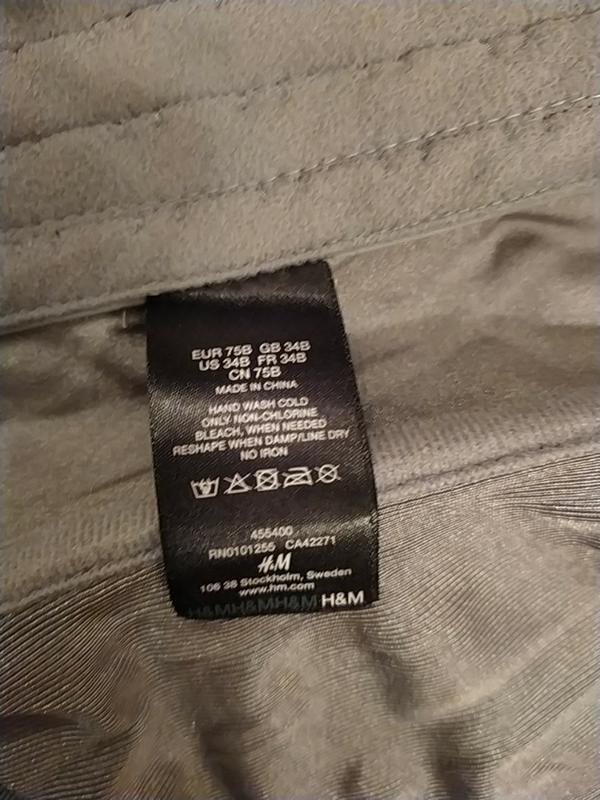 EUR 75B GB 34B
US 34B FR 34B
CN 75B
MADE IN CHINA
HAND WASH COLD
ONLY NON-CHLORINE
BLEACH, WHEN NEEDED
RESHAPE WHEN DAMP/LINE DRY
NO IRON
455400
RN0101255 CA42271
H&M
106 38 Stockholm, Sweden
www.hm.com
H&MH&MH&M H&M